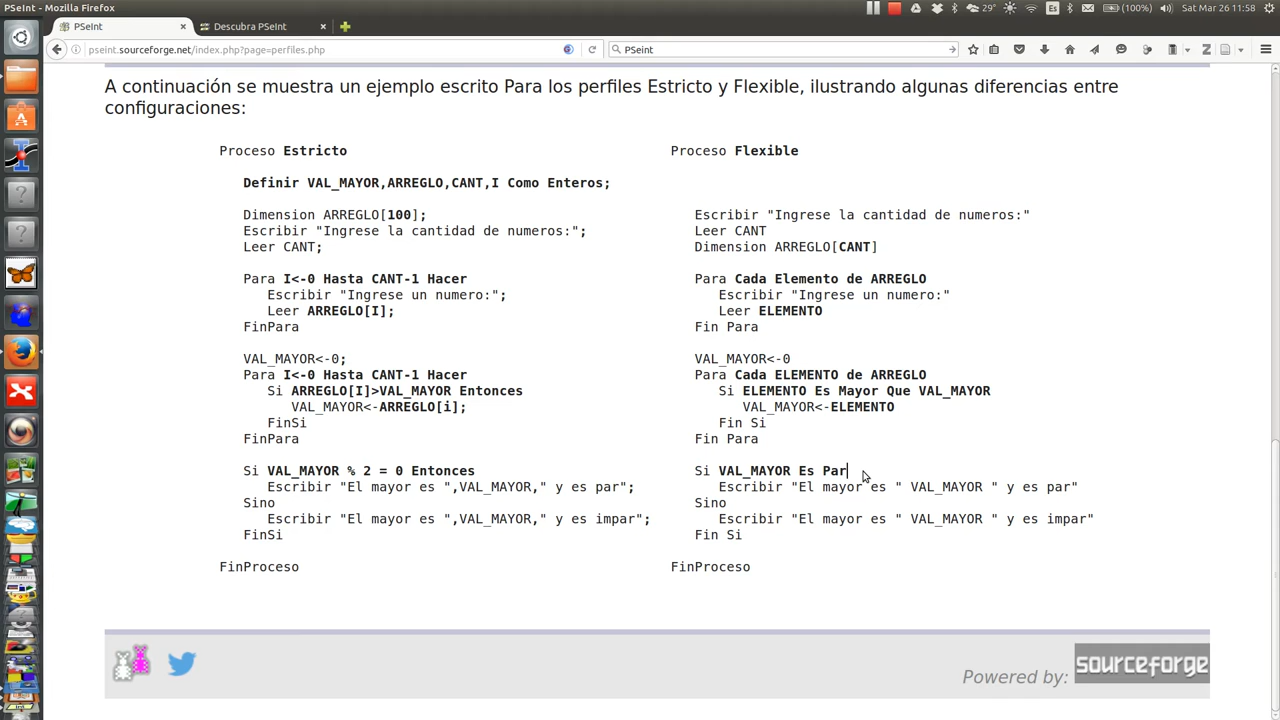 PSeInt - Mozilla Firefox
29°
Es
(100%)
Sat Mar 26 11:58
PSeInt
Descubra PSeInt
pseint.sourceforge.net/index.php?page=perfiles.php
PSeint
A continuación se muestra un ejemplo escrito Para los perfiles Estricto y Flexible, ilustrando algunas diferencias entre
configuraciones:
Proceso Estricto
Definir VAL_MAYOR,ARREGLO,CANT,I Como Enteros;
Dimension ARREGLO[100];
Escribir "Ingrese la cantidad de numeros:";
Leer CANT;
Para I<-0 Hasta CANT-1 Hacer
Escribir "Ingrese un numero:";
Leer ARREGLO[I];
FinPara
VAL_MAYOR<-0;
Para I<-0 Hasta CANT-1 Hacer
Si ARREGLO[I]>VAL_MAYOR Entonces
VAL_MAYOR<-ARREGLO[i];
FinSi
FinPara
Si VAL_MAYOR % 2 = 0 Entonces
Escribir "El mayor es ",VAL_MAYOR," y es par";
Sino
Escribir "El mayor es ",VAL_MAYOR," y es impar";
FinSi
FinProceso
Proceso Flexible
Escribir "Ingrese la cantidad de numeros:"
Leer CANT
Dimension ARREGLO[CANT]
Para Cada Elemento de ARREGLO
Escribir "Ingrese un numero:"
Leer ELEMENTO
Fin Para
VAL_MAYOR<-0
Para Cada ELEMENTO de ARREGLO
Si ELEMENTO Es Mayor Que VAL_MAYOR
VAL_MAYOR<-ELEMENTO
Fin Si
Fin Para
Si VAL_MAYOR Es Par
Escribir "El mayor es " VAL_MAYOR " y es par"
Sino
Escribir "El mayor es " VAL_MAYOR " y es impar"
Fin Si
FinProceso
Powered by:
sourceforge